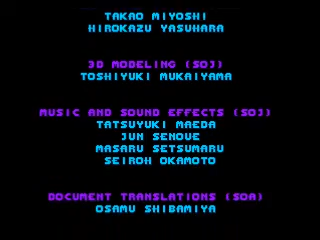 TAKAO MIYOSHI
HIROKAZU YASUHARA
3D MODELING (SOJ)
TOSHIYUKI MUKAIYAMA
MUSIC AND SOUND EFFECTS (SOJ)
TATSUYUKI MAEDA
JUN SENOUE
MASARU SETSUMARU
SEIROH OKAMOTO
DOCUMENT TRANSLATIONS (SOA)
OSAMU SHIBAMIYA